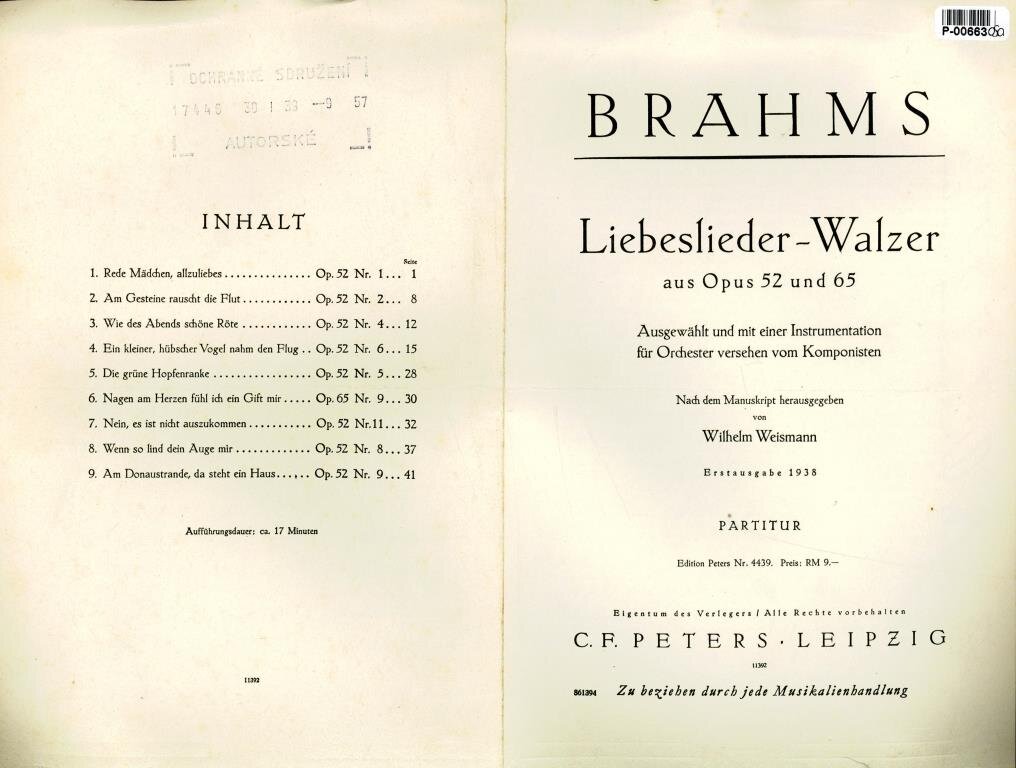 OCHRANNÉ SDRUŽENÍ
17446 30 I 39 —9 57
AUTORSKÉ
INHALT
Seite
1. Rede Mädchen, allzuliebes ............... Op. 52 Nr. 1... 1
2. Am Gesteine rauscht die Flut ............ Op. 52 Nr. 2... 8
3. Wie des Abends schöne Röte ............ Op. 52 Nr. 4... 12
4. Ein kleiner, hübscher Vogel nahm den Flug .. Op. 52 Nr. 6... 15
5. Die grüne Hopfenranke ................. Op. 52 Nr. 5... 28
6. Nagen am Herzen fühl ich ein Gift mir ..... Op. 65 Nr. 9... 30
7. Nein, es ist nicht auszukommen ........... Op. 52 Nr.11... 32
8. Wenn so lind dein Auge mir ............. Op. 52 Nr. 8... 37
9. Am Donaustrande, da steht ein Haus...... Op. 52 Nr. 9... 41
Aufführungsdauer: ca. 17 Minuten
11392
P-00663
BRAHMS
Liebeslieder-Walzer
aus Opus 52 und 65
Ausgewählt und mit einer Instrumentation
für Orchester versehen vom Komponisten
Nach dem Manuskript herausgegeben
von
Wilhelm Weismann
Erstausgabe 1938
PARTITUR
Edition Peters Nr. 4439. Preis: RM 9.—
Eigentum des Verlegers / Alle Rechte vorbehalten
C. F. PETERS · LEIPZIG
11392
861394 Zu beziehen durch jede Musikalienhandlung